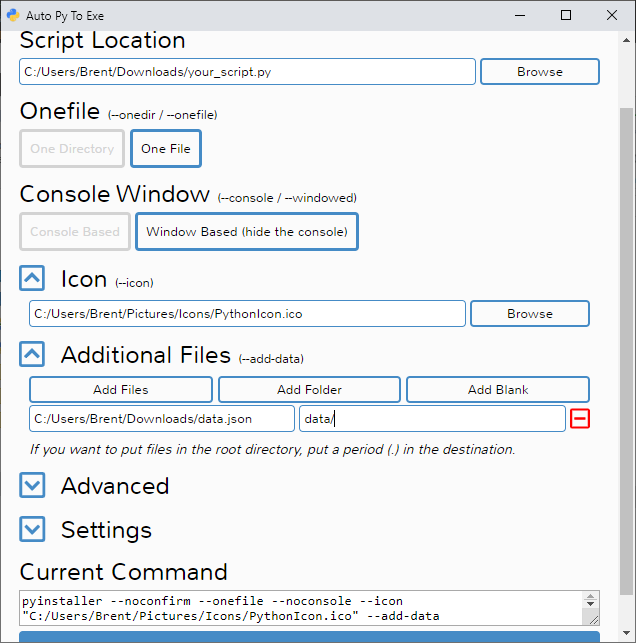 Auto Py To Exe
Script Location
C:/Users/Brent/Downloads/your_script.py Browse
Onefile (--onedir / --onefile)
One Directory One File
Console Window (--console / --windowed)
Console Based Window Based (hide the console)
Icon (--icon)
C:/Users/Brent/Pictures/Icons/PythonIcon.ico Browse
Additional Files (--add-data)
Add Files Add Folder Add Blank
C:/Users/Brent/Downloads/data.json data/
If you want to put files in the root directory, put a period (.) in the destination.
Advanced
Settings
Current Command
pyinstaller --noconfirm --onefile --noconsole --icon
"C:/Users/Brent/Pictures/Icons/PythonIcon.ico" --add-data